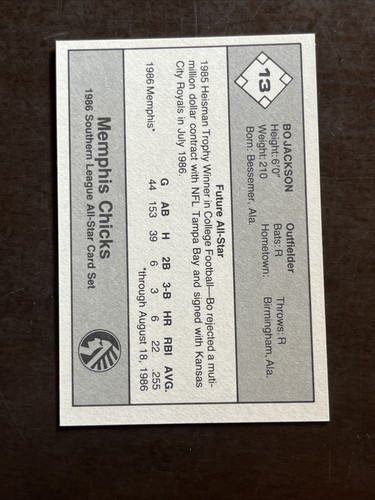 13
BO JACKSON Outfielder
Height: 6'0" Bats: R Throws: R
Weight: 210 Hometown: Birmingham, Ala.
Born: Bessemer, Ala.
Future All-Star
1985 Heisman Trophy Winner in College Football—Bo rejected a muti-
million dollar contract with NFL Tampa Bay and signed with Kansas
City Royals in July 1986.
G AB H 2B 3-B HR RBI AVG.
1986 Memphis* 44 153 39 6 3 6 22 .255
*through August 18, 1986
Memphis Chicks
1986 Southern League All-Star Card Set